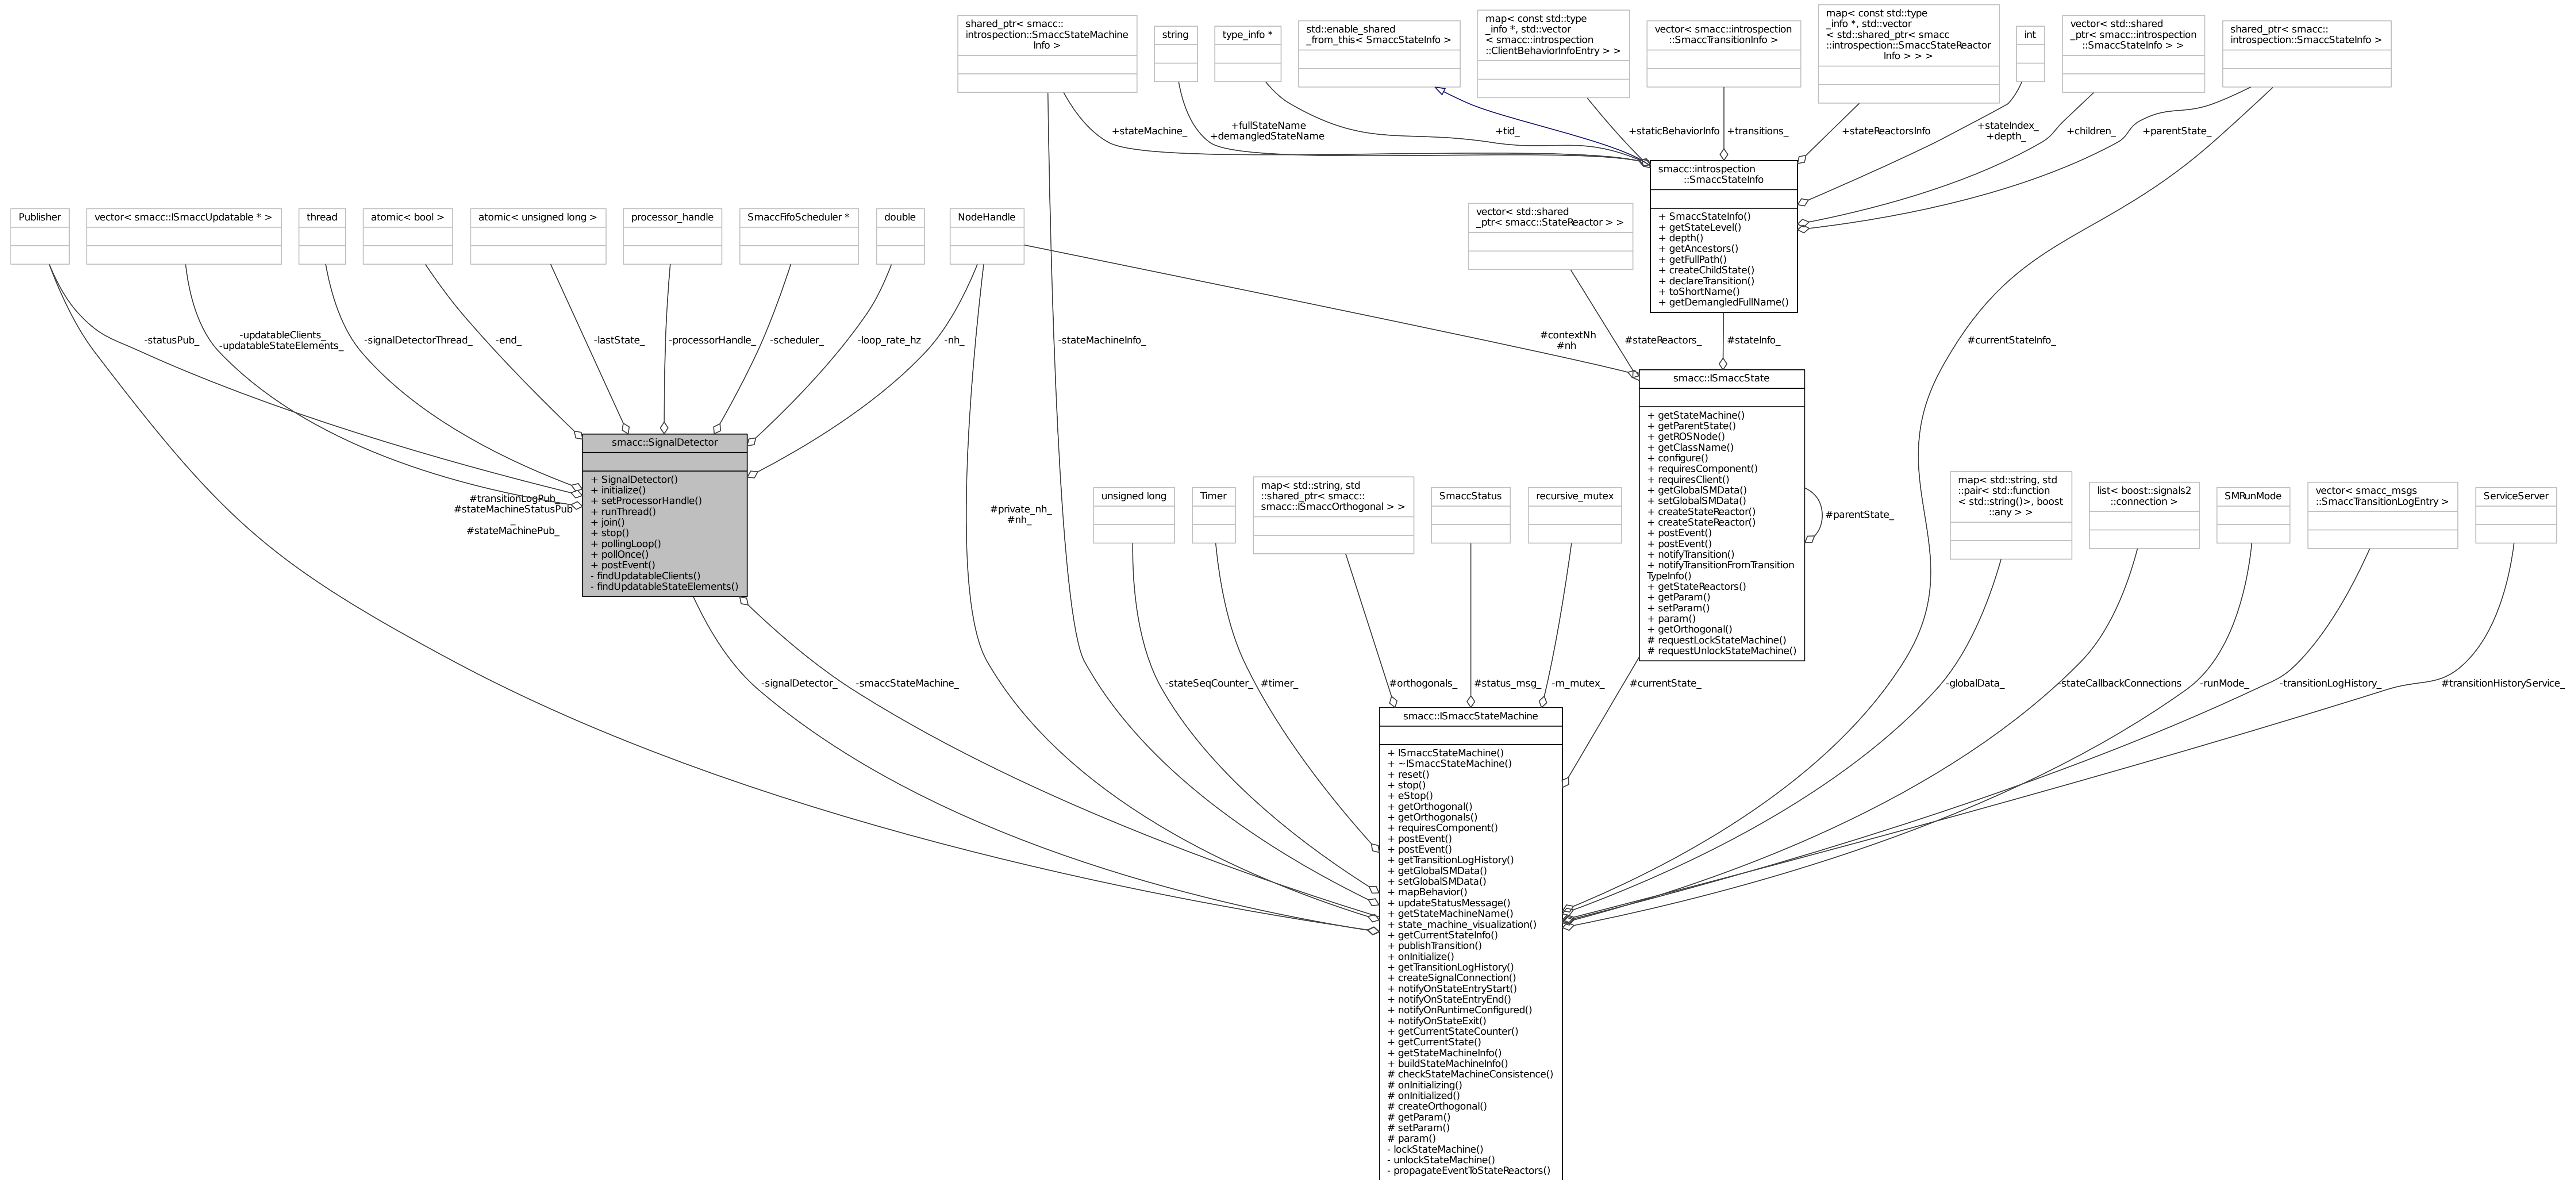 shared_ptr< smacc::
introspection::SmaccStateMachine
Info >
string
type_info *
std::enable_shared
_from_this< SmaccStateInfo >
map< const std::type
_info *, std::vector
< smacc::introspection
::ClientBehaviorInfoEntry > >
vector< smacc::introspection
::SmaccTransitionInfo >
map< const std::type
_info *, std::vector
< std::shared_ptr< smacc
::introspection::SmaccStateReactor
Info > > >
int
vector< std::shared
_ptr< smacc::introspection
::SmaccStateInfo > >
shared_ptr< smacc::
introspection::SmaccStateInfo >
+stateMachine_
+fullStateName
+demangledStateName
+tid_
+staticBehaviorInfo
+transitions_
+stateReactorsInfo
+stateIndex_
+depth_
+children_
+parentState_
smacc::introspection
::SmaccStateInfo
+ SmaccStateInfo()
+ getStateLevel()
+ depth()
+ getAncestors()
+ getFullPath()
+ createChildState()
+ declareTransition()
+ toShortName()
+ getDemangledFullName()
Publisher
vector< smacc::ISmaccUpdatable * >
thread
atomic< bool >
atomic< unsigned long >
processor_handle
SmaccFifoScheduler *
double
NodeHandle
vector< std::shared
_ptr< smacc::StateReactor > >
-statusPub_
-updatableClients_
-updatableStateElements_
-signalDetectorThread_
-end_
-lastState_
-processorHandle_
-scheduler_
-loop_rate_hz
-nh_
-stateMachineInfo_
#contextNh
#nh
#stateReactors_
#stateInfo_
#currentStateInfo_
smacc::ISmaccState
+ getStateMachine()
+ getParentState()
+ getROSNode()
+ getClassName()
+ configure()
+ requiresComponent()
+ requiresClient()
+ getGlobalSMData()
+ setGlobalSMData()
+ createStateReactor()
+ createStateReactor()
+ postEvent()
+ postEvent()
+ notifyTransition()
+ notifyTransitionFromTransition
TypeInfo()
+ getStateReactors()
+ getParam()
+ setParam()
+ param()
+ getOrthogonal()
# requestLockStateMachine()
# requestUnlockStateMachine()
#parentState_
smacc::SignalDetector
+ SignalDetector()
+ initialize()
+ setProcessorHandle()
+ runThread()
+ join()
+ stop()
+ pollingLoop()
+ pollOnce()
+ postEvent()
- findUpdatableClients()
- findUpdatableStateElements()
#transitionLogPub_
#stateMachineStatusPub
_
#stateMachinePub_
#private_nh_
#nh_
unsigned long
Timer
map< std::string, std
::shared_ptr< smacc::
smacc::ISmaccOrthogonal > >
SmaccStatus
recursive_mutex
map< std::string, std
::pair< std::function
< std::string()>, boost
::any > >
list< boost::signals2
::connection >
SMRunMode
vector< smacc_msgs
::SmaccTransitionLogEntry >
ServiceServer
-signalDetector_
-smaccStateMachine_
-stateSeqCounter_
#timer_
#orthogonals_
#status_msg_
-m_mutex_
#currentState_
-globalData_
-stateCallbackConnections
-runMode_
-transitionLogHistory_
#transitionHistoryService_
smacc::ISmaccStateMachine
+ ISmaccStateMachine()
+ ~ISmaccStateMachine()
+ reset()
+ stop()
+ eStop()
+ getOrthogonal()
+ getOrthogonals()
+ requiresComponent()
+ postEvent()
+ postEvent()
+ getTransitionLogHistory()
+ getGlobalSMData()
+ setGlobalSMData()
+ mapBehavior()
+ updateStatusMessage()
+ getStateMachineName()
+ state_machine_visualization()
+ getCurrentStateInfo()
+ publishTransition()
+ onInitialize()
+ getTransitionLogHistory()
+ createSignalConnection()
+ notifyOnStateEntryStart()
+ notifyOnStateEntryEnd()
+ notifyOnRuntimeConfigured()
+ notifyOnStateExit()
+ getCurrentStateCounter()
+ getCurrentState()
+ getStateMachineInfo()
+ buildStateMachineInfo()
# checkStateMachineConsistence()
# onInitializing()
# onInitialized()
# createOrthogonal()
# getParam()
# setParam()
# param()
- lockStateMachine()
- unlockStateMachine()
- propagateEventToStateReactors()